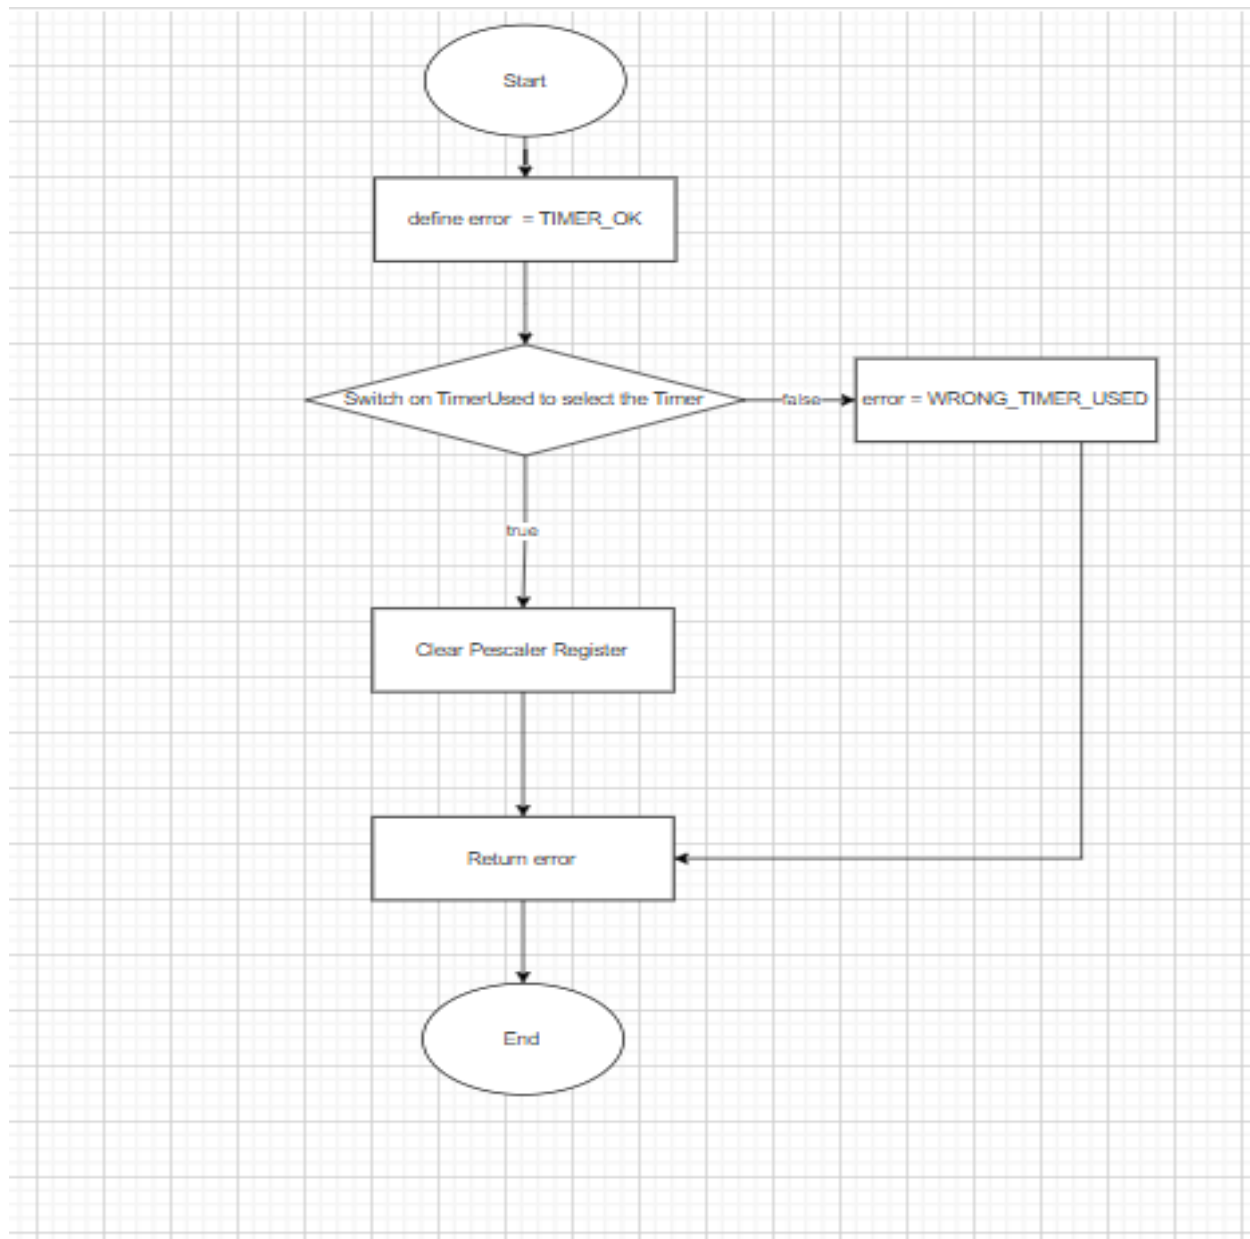 Start
define error = TIMER_OK
Switch on TimerUsed to select the Timer
false
error = WRONG_TIMER_USED
true
Clear Pescaler Register
Return error
End